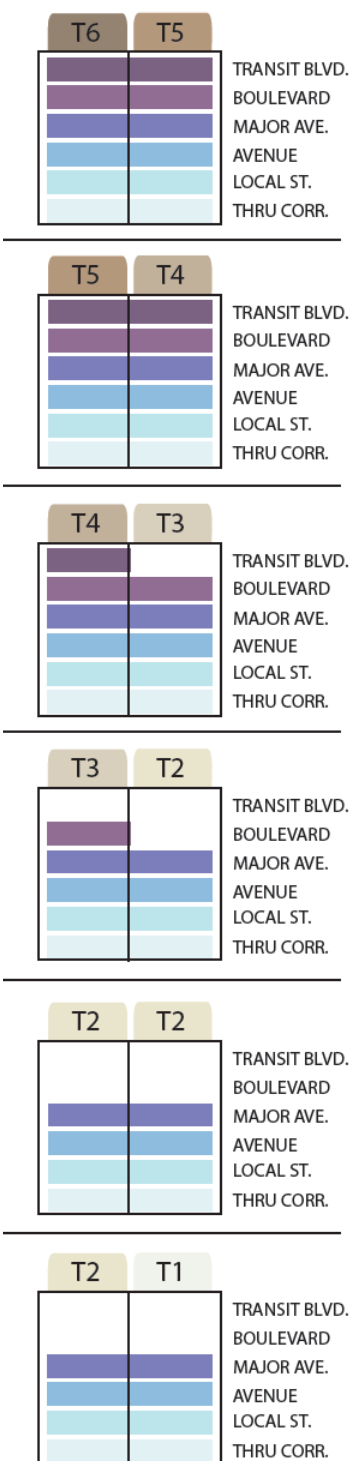 T6 T5
TRANSIT BLVD.
BOULEVARD
MAJOR AVE.
AVENUE
LOCAL ST.
THRU CORR.
T5 T4
TRANSIT BLVD.
BOULEVARD
MAJOR AVE.
AVENUE
LOCAL ST.
THRU CORR.
T4 T3
TRANSIT BLVD.
BOULEVARD
MAJOR AVE.
AVENUE
LOCAL ST.
THRU CORR.
T3 T2
TRANSIT BLVD.
BOULEVARD
MAJOR AVE.
AVENUE
LOCAL ST.
THRU CORR.
T2 T2
TRANSIT BLVD.
BOULEVARD
MAJOR AVE.
AVENUE
LOCAL ST.
THRU CORR.
T2 T1
TRANSIT BLVD.
BOULEVARD
MAJOR AVE.
AVENUE
LOCAL ST.
THRU CORR.